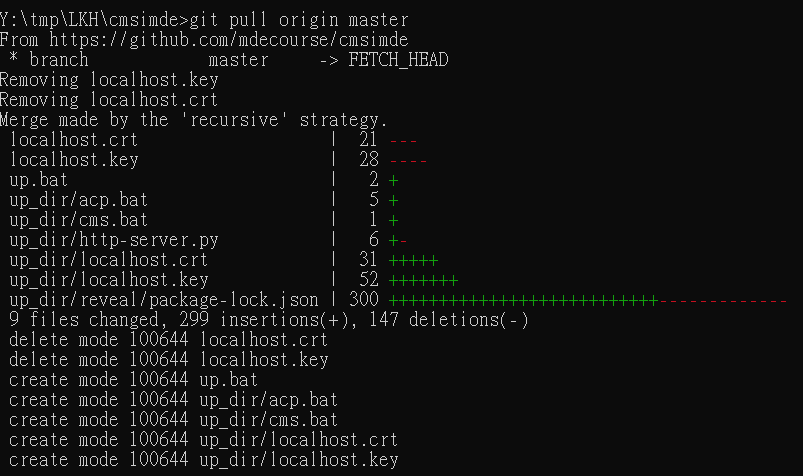 Y:\tmp\LKH\cmsimde>git pull origin master
From https://github.com/mdecourse/cmsimde
 * branch            master     -> FETCH_HEAD
Removing localhost.key
Removing localhost.crt
Merge made by the 'recursive' strategy.
 localhost.crt                   |  21 ---
 localhost.key                   |  28 ----
 up.bat                          |   2 +
 up_dir/acp.bat                  |   5 +
 up_dir/cms.bat                  |   1 +
 up_dir/http-server.py           |   6 +-
 up_dir/localhost.crt            |  31 +++++
 up_dir/localhost.key            |  52 +++++++
 up_dir/reveal/package-lock.json | 300 +++++++++++++++++++++++++++-------------
 9 files changed, 299 insertions(+), 147 deletions(-)
 delete mode 100644 localhost.crt
 delete mode 100644 localhost.key
 create mode 100644 up.bat
 create mode 100644 up_dir/acp.bat
 create mode 100644 up_dir/cms.bat
 create mode 100644 up_dir/localhost.crt
 create mode 100644 up_dir/localhost.key